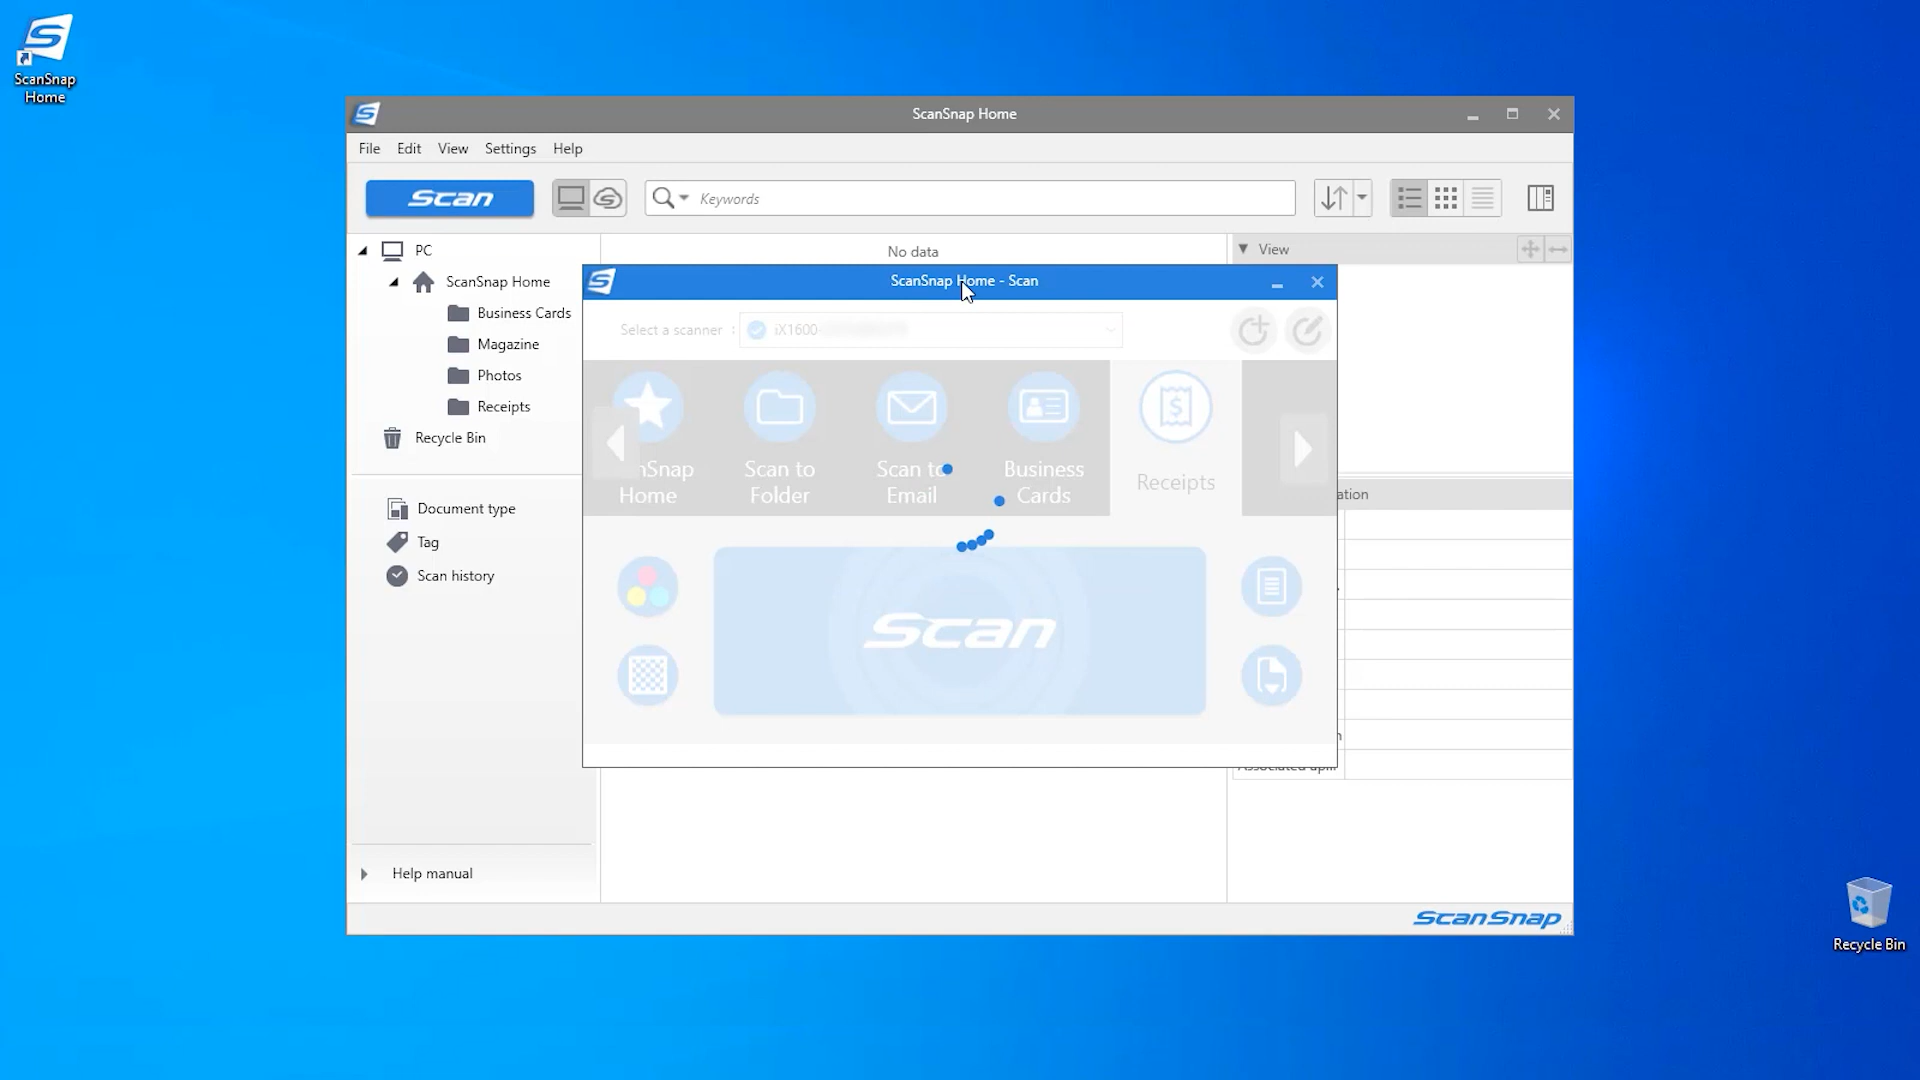 ScanSnap
Home
ScanSnap Home
File Edit View Settings Help
Scan
Keywords
PC
ScanSnap Home
Business Cards
Magazine
Photos
Receipts
Recycle Bin
Document type
Tag
Scan history
Help manual
No data
View
ScanSnap Home - Scan
Select a scanner :
iX1600-
Home
Scan to
Folder
Scan to
Email
Business
Cards
Receipts
Scan
ScanSnap
Recycle Bin